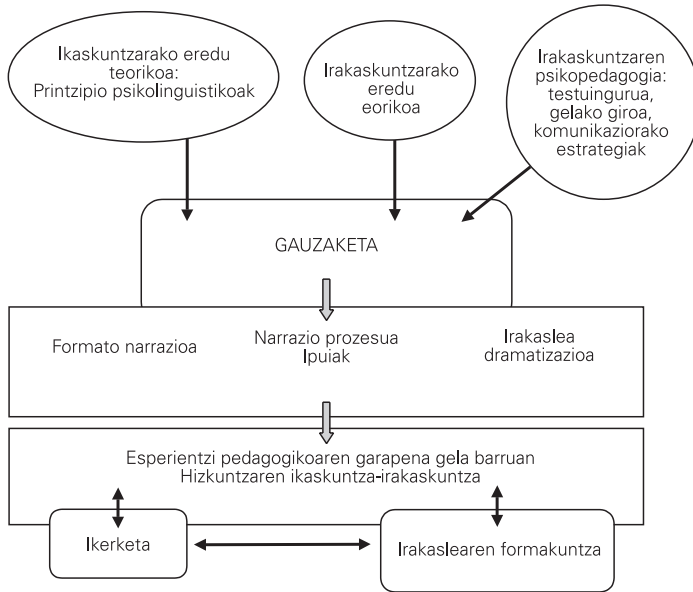 Ikaskuntzarako eredu
teorikoa:
Printzipio psikolinguistikoak
Irakaskuntzarako
eredu
eorikoa
Irakaskuntzaren
psikopedagogia:
testuingurua,
gelako giroa,
komunikaziorako
estrategiak
GAUZAKETA
Formato narrazioa
Narrazio prozesua
Ipuiak
Irakaslea
dramatizazioa
Esperientzi pedagogikoaren garapena gela barruan
Hizkuntzaren ikaskuntza-irakaskuntza
Ikerketa
Irakaslearen formakuntza